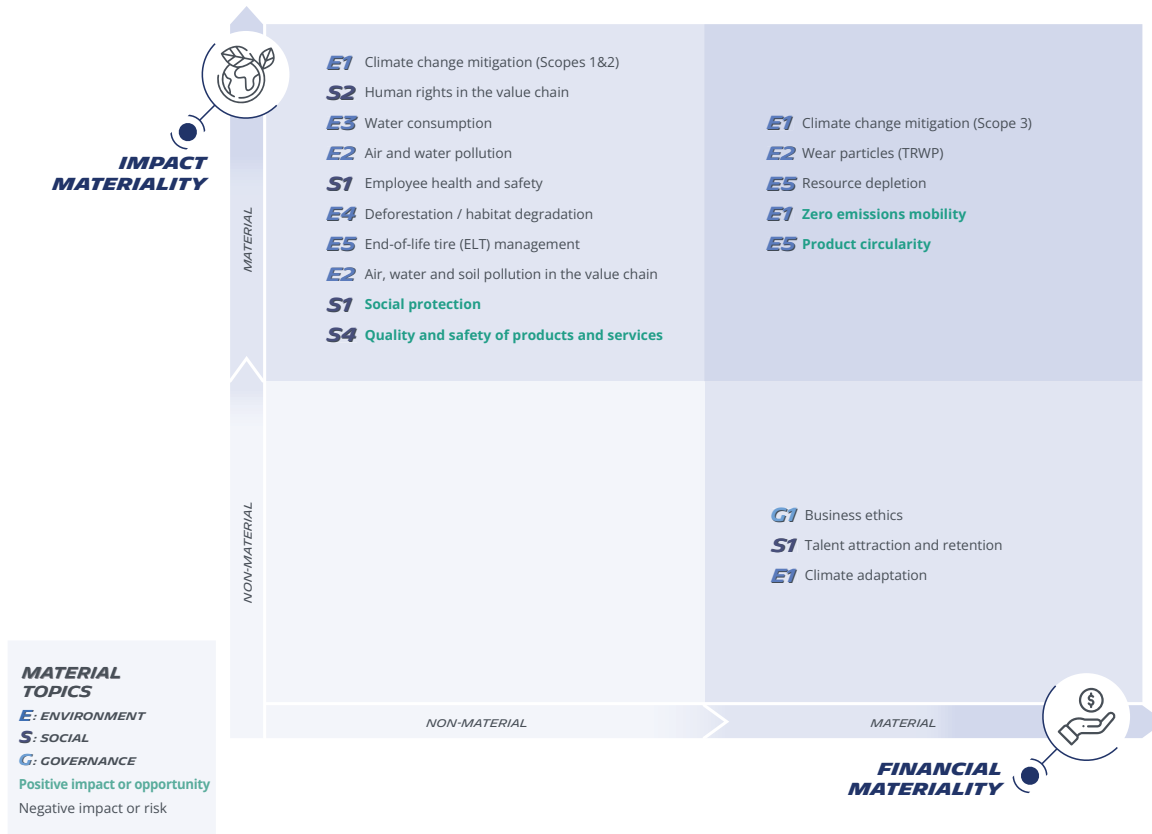 IMPACT
MATERIALITY
MATERIAL
NON-MATERIAL
E1 Climate change mitigation (Scopes 1&2)
S2 Human rights in the value chain
E3 Water consumption
E2 Air and water pollution
S1 Employee health and safety
E4 Deforestation / habitat degradation
E5 End-of-life tire (ELT) management
E2 Air, water and soil pollution in the value chain
S1 Social protection
S4 Quality and safety of products and services
E1 Climate change mitigation (Scope 3)
E2 Wear particles (TRWP)
E5 Resource depletion
E1 Zero emissions mobility
E5 Product circularity
G1 Business ethics
S1 Talent attraction and retention
E1 Climate adaptation
NON-MATERIAL
MATERIAL
$
FINANCIAL
MATERIALITY
MATERIAL
TOPICS
E: ENVIRONMENT
S: SOCIAL
G: GOVERNANCE
Positive impact or opportunity
Negative impact or risk